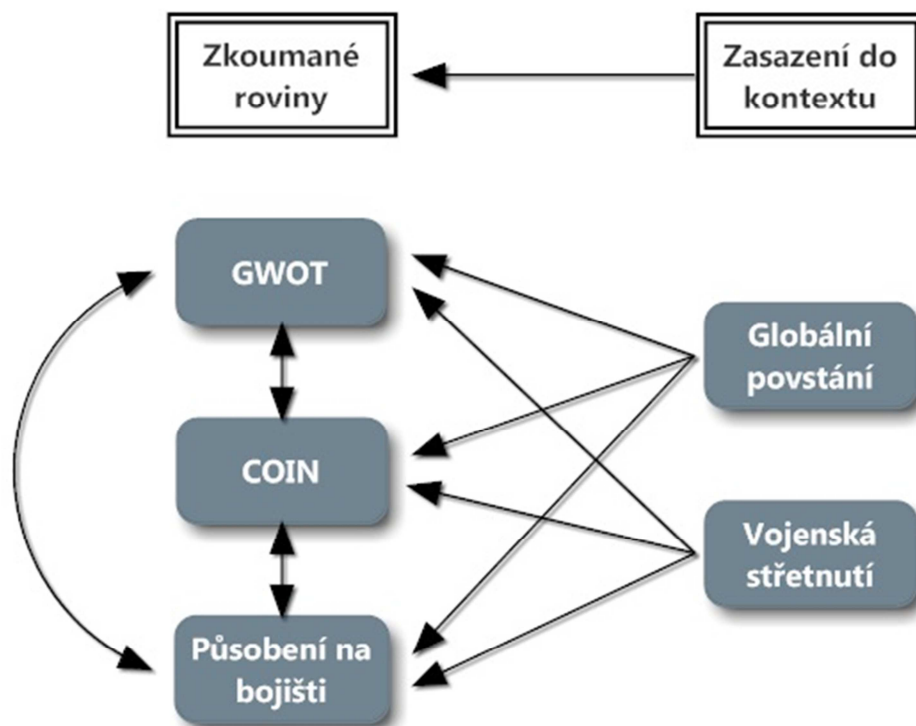 Zkoumané
roviny
Zasazení do
kontextu
GWOT
Globální
povstání
COIN
Vojenská
střetnutí
Působení na
bojišti